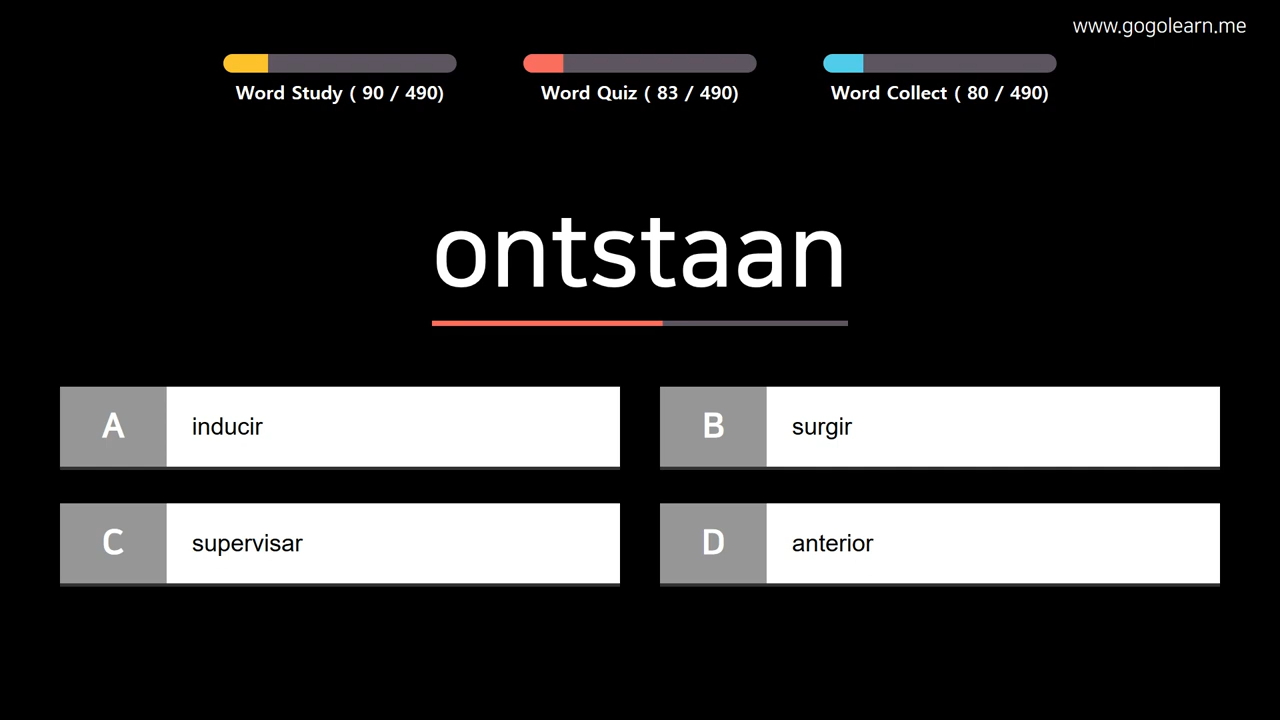 www.gogolearn.me
Word Study ( 90 / 490)
Word Quiz ( 83 / 490)
Word Collect ( 80 / 490)
ontstaan
A inducir
B surgir
C supervisar
D anterior